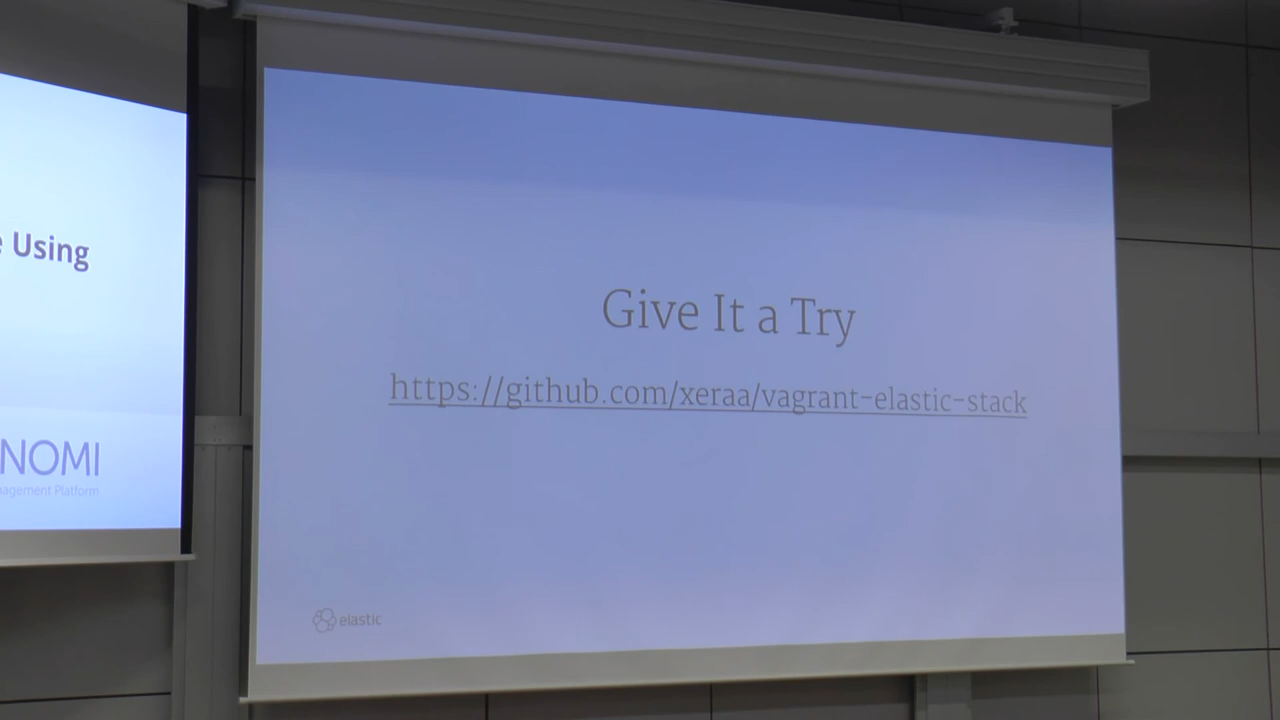 Using
NOMI
agement Platform
Give It a Try
https://github.com/xeraa/vagrant-elastic-stack
elastic